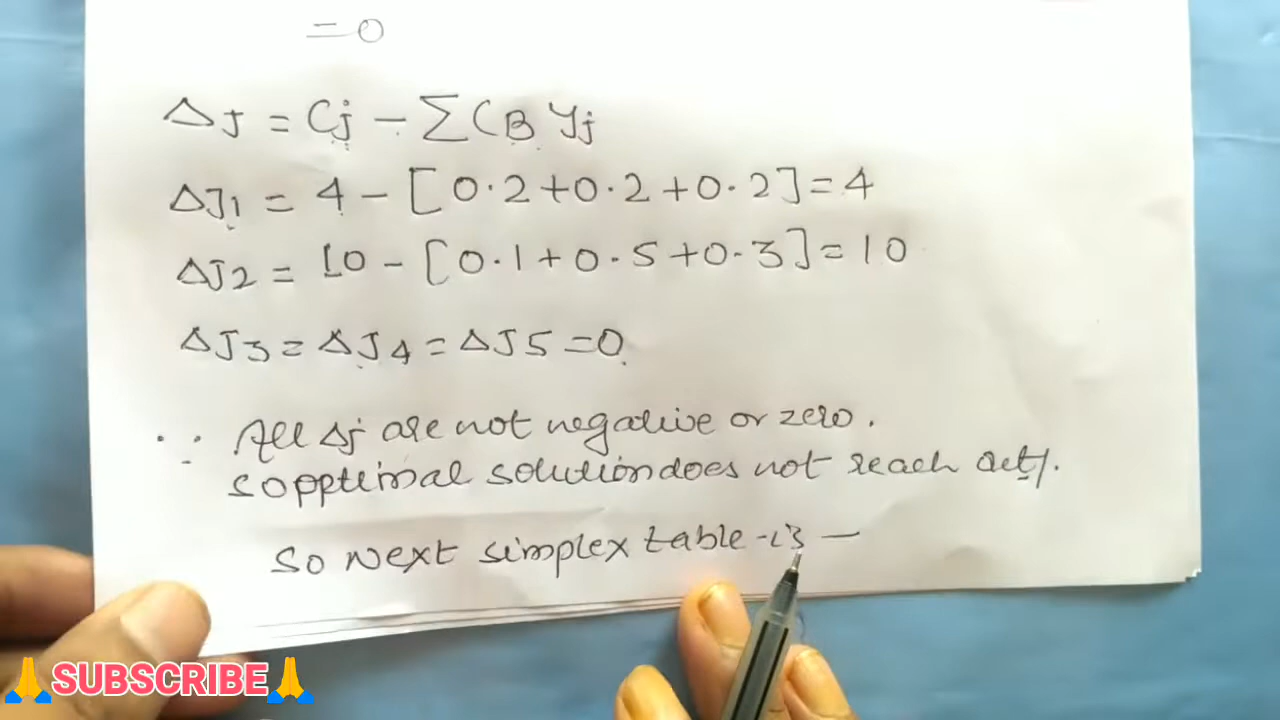 =0
ΔJ = Cj - ΣCB Yj
ΔJ1 = 4 - [0.2+0.2+0.2] = 4
ΔJ2 = 10 - [0.1+0.5+0.3] = 10
ΔJ3 = ΔJ4 = ΔJ5 = 0
∵ All Δj are not negative or zero.
so opptimal solution does not reach
So Next simplex table is —
🙏SUBSCRIBE🙏